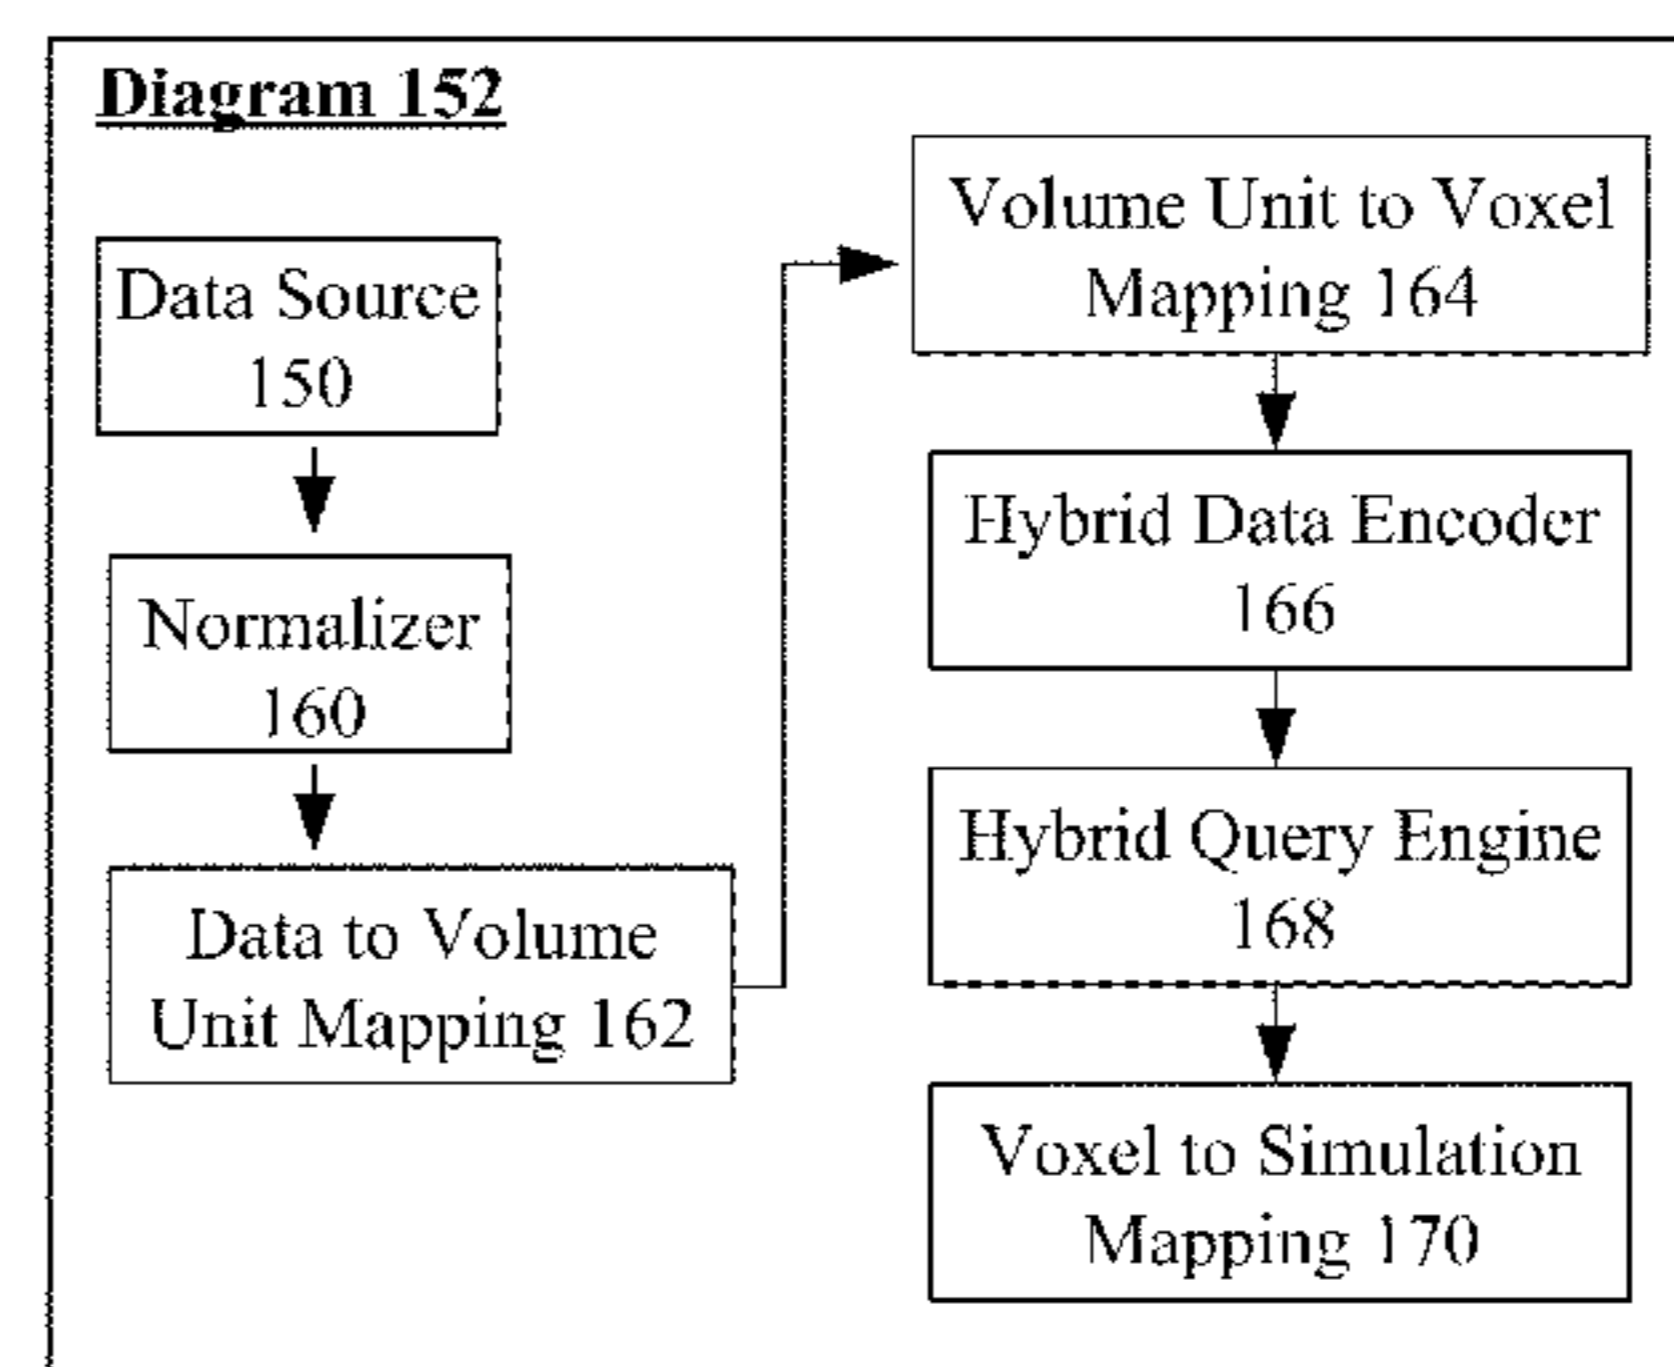 Diagram 152
Data Source
150
Normalizer
160
Data to Volume
Unit Mapping 162
Volume Unit to Voxel
Mapping 164
Hybrid Data Encoder
166
Hybrid Query Engine
168
Voxel to Simulation
Mapping 170